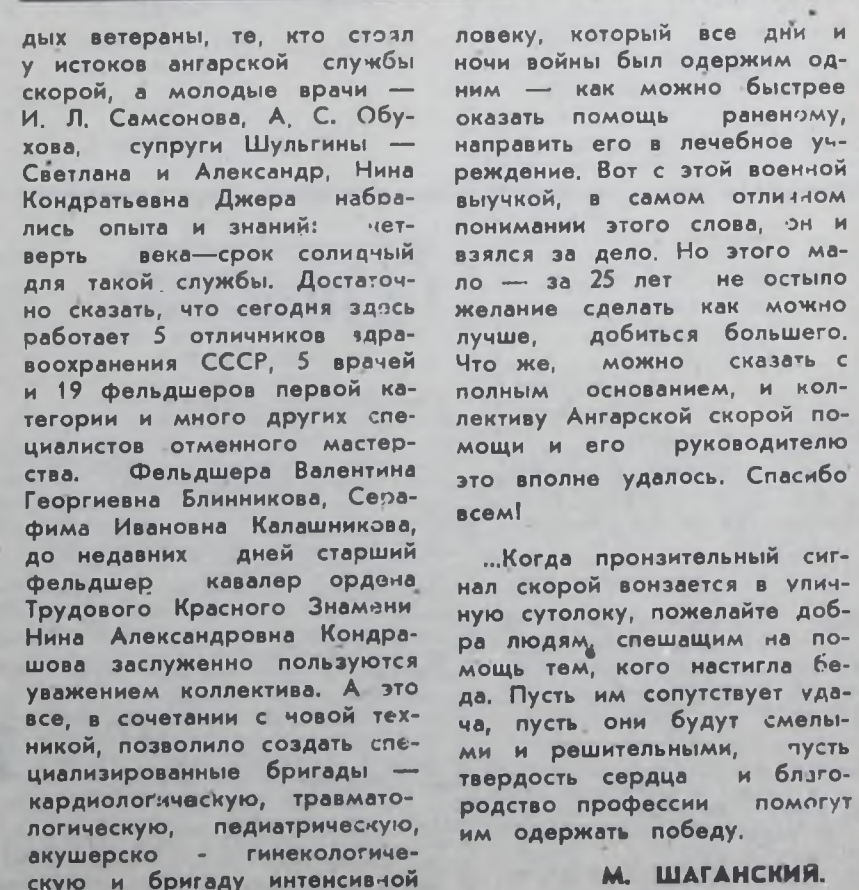 дых ветераны, те, кто стоял
у истоков ангарской службы
скорой, а молодые врачи —
И. Л. Самсонова, А. С. Обу-
хова, супруги Шульгины —
Светлана и Александр, Нина
Кондратьевна Джера набра-
лись опыта и знаний: чет-
верть века—срок солидный
для такой службы. Достаточ-
но сказать, что сегодня здесь
работает 5 отличников здра-
воохранения СССР, 5 врачей
и 19 фельдшеров первой ка-
тегории и много других спе-
циалистов отменного мастер-
ства. Фельдшера Валентина
Георгиевна Блинникова, Сера-
фима Ивановна Калашникова,
до недавних дней старший
фельдшер кавалер ордена
Трудового Красного Знамени
Нина Александровна Кондра-
шова заслуженно пользуются
уважением коллектива. А это
все, в сочетании с новой тех-
никой, позволило создать спе-
циализированные бригады —
кардиологическую, травмато-
логическую, педиатрическую,
акушерско - гинекологиче-
скую и бригаду интенсивной
ловеку, который все дни и
ночи войны был одержим од-
ним — как можно быстрее
оказать помощь раненому,
направить его в лечебное уч-
реждение. Вот с этой военной
выучкой, в самом отличном
понимании этого слова, он и
взялся за дело. Но этого ма-
ло — за 25 лет не остыло
желание сделать как можно
лучше, добиться большего.
Что же, можно сказать с
полным основанием, и кол-
лективу Ангарской скорой по-
мощи и его руководителю
это вполне удалось. Спасибо
всем!
...Когда пронзительный сиг-
нал скорой вонзается в улич-
ную сутолоку, пожелайте доб-
ра людям, спешащим на по-
мощь тем, кого настигла бе-
да. Пусть им сопутствует уда-
ча, пусть они будут смелы-
ми и решительными, пусть
твердость сердца и благо-
родство профессии помогут
им одержать победу.
М. ШАГАНСКИЙ.